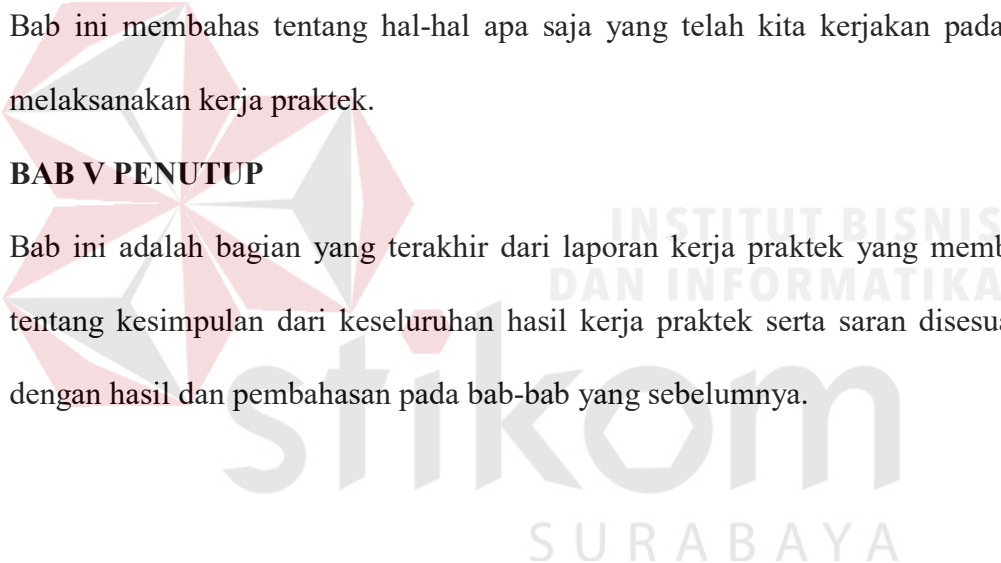 Bab ini membahas tentang hal-hal apa saja yang telah kita kerjakan pada
melaksanakan kerja praktek.
BAB V PENUTUP
INSTITUT BISNIS
Bab ini adalah bagian yang terakhir dari laporan kerja praktek yang
DAN INFORMATIKA
tentang kesimpulan dari keseluruhan hasil kerja praktek serta saran
stikom
dengan hasil dan pembahasan pada bab-bab yang sebelumnya.
SURABAYA